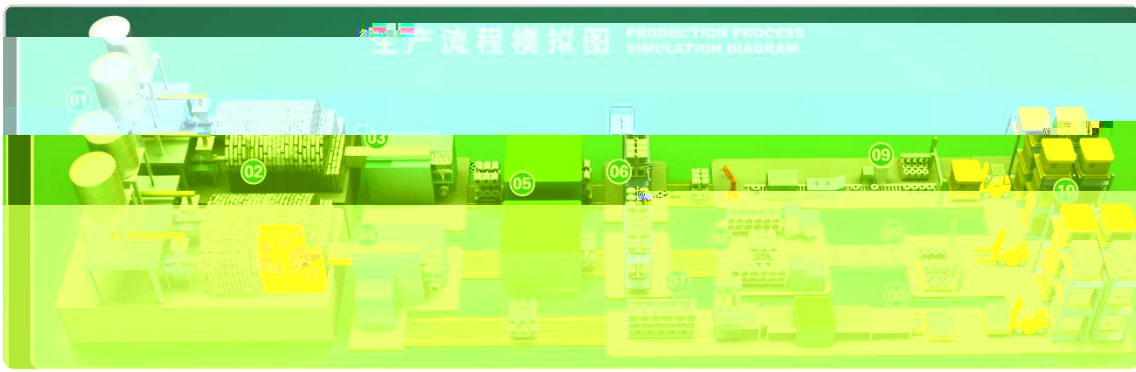 生产流程模拟图
PRODUCTION PROCESS
SIMULATION DIAGRAM
01
02
03
05
06
09
10
07